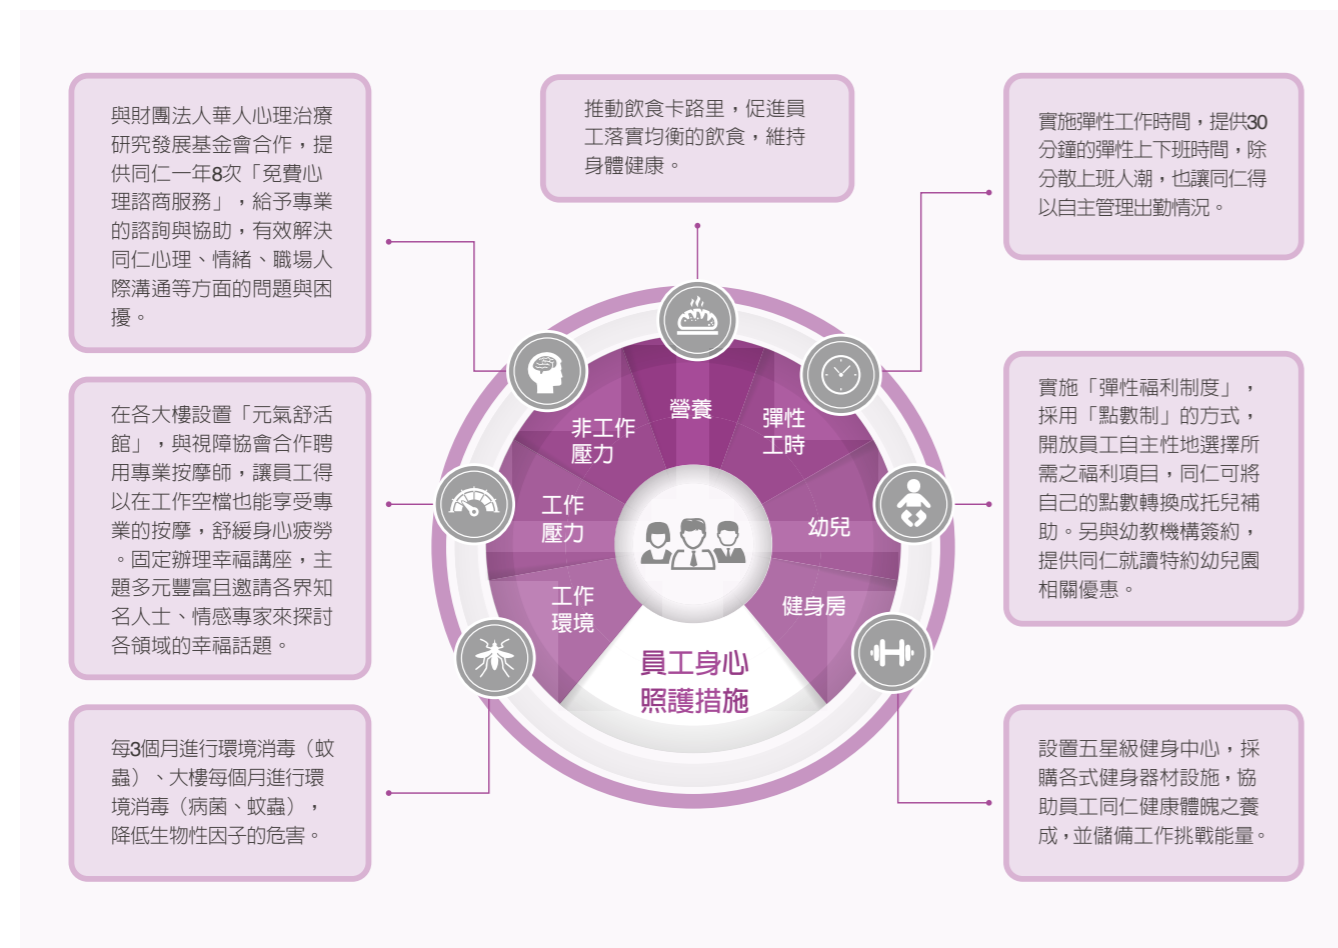 與財團法人華人心理治療
研究發展基金會合作，提
供同仁一年8次「免費心
理諮商服務」，給予專業
的諮詢與協助，有效解決
同仁心理、情緒、職場人
際溝通等方面的問題與困
擾。
推動飲食卡路里，促進員
工落實均衡的飲食，維持
身體健康。
實施彈性工作時間，提供30
分鐘的彈性上下班時間，除
分散上班人潮，也讓同仁得
以自主管理出勤情況。
在各大樓設置「元氣舒活
館」，與視障協會合作聘
用專業按摩師，讓員工得
以在工作空檔也能享受專
業的按摩，舒緩身心疲勞
。固定辦理幸福講座，主
題多元豐富且邀請各界知
名人士、情感專家來探討
各領域的幸福話題。
實施「彈性福利制度」，
採用「點數制」的方式，
開放員工自主性地選擇所
需之福利項目，同仁可將
自己的點數轉換成托兒補
助。另與幼教機構簽約，
提供同仁就讀特約幼兒園
相關優惠。
每3個月進行環境消毒（蚊
蟲）、大樓每個月進行環
境消毒（病菌、蚊蟲），
降低生物性因子的危害。
設置五星級健身中心，採
購各式健身器材設施，協
助員工同仁健康體魄之養
成，並儲備工作挑戰能量。
營養
非工作
壓力
彈性
工時
工作
壓力
幼兒
工作
環境
健身房
員工身心
照護措施